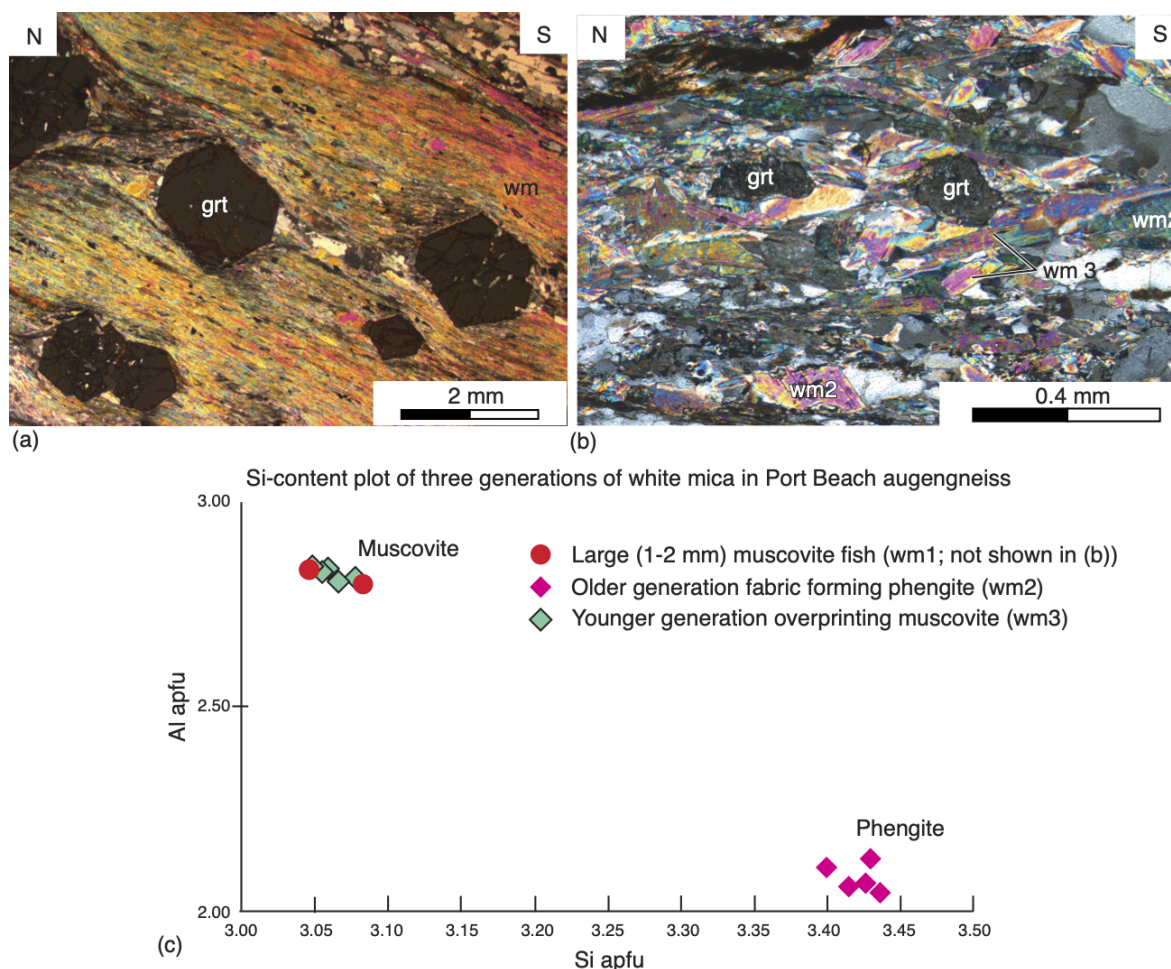 N
S
grt
wm
2 mm
(a)
N
S
grt
grt
wm2
wm 3
wm2
0.4 mm
(b)
Si-content plot of three generations of white mica in Port Beach augengneiss
3.00
Muscovite
Large (1-2 mm) muscovite fish (wm1; not shown in (b))
Older generation fabric forming phengite (wm2)
Younger generation overprinting muscovite (wm3)
Al apfu
2.50
Phengite
2.00
3.00 3.05 3.10 3.15 3.20 3.25 3.30 3.35 3.40 3.45 3.50
(c)
Si apfu